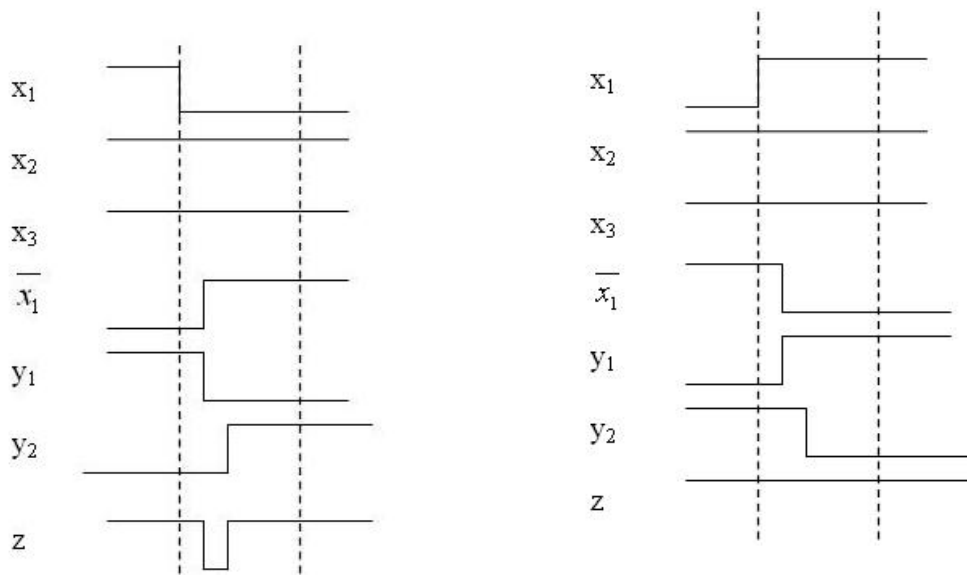 x₁
x₂
x₃
x̅₁
y₁
y₂
z
x₁
x₂
x₃
x̅₁
y₁
y₂
z